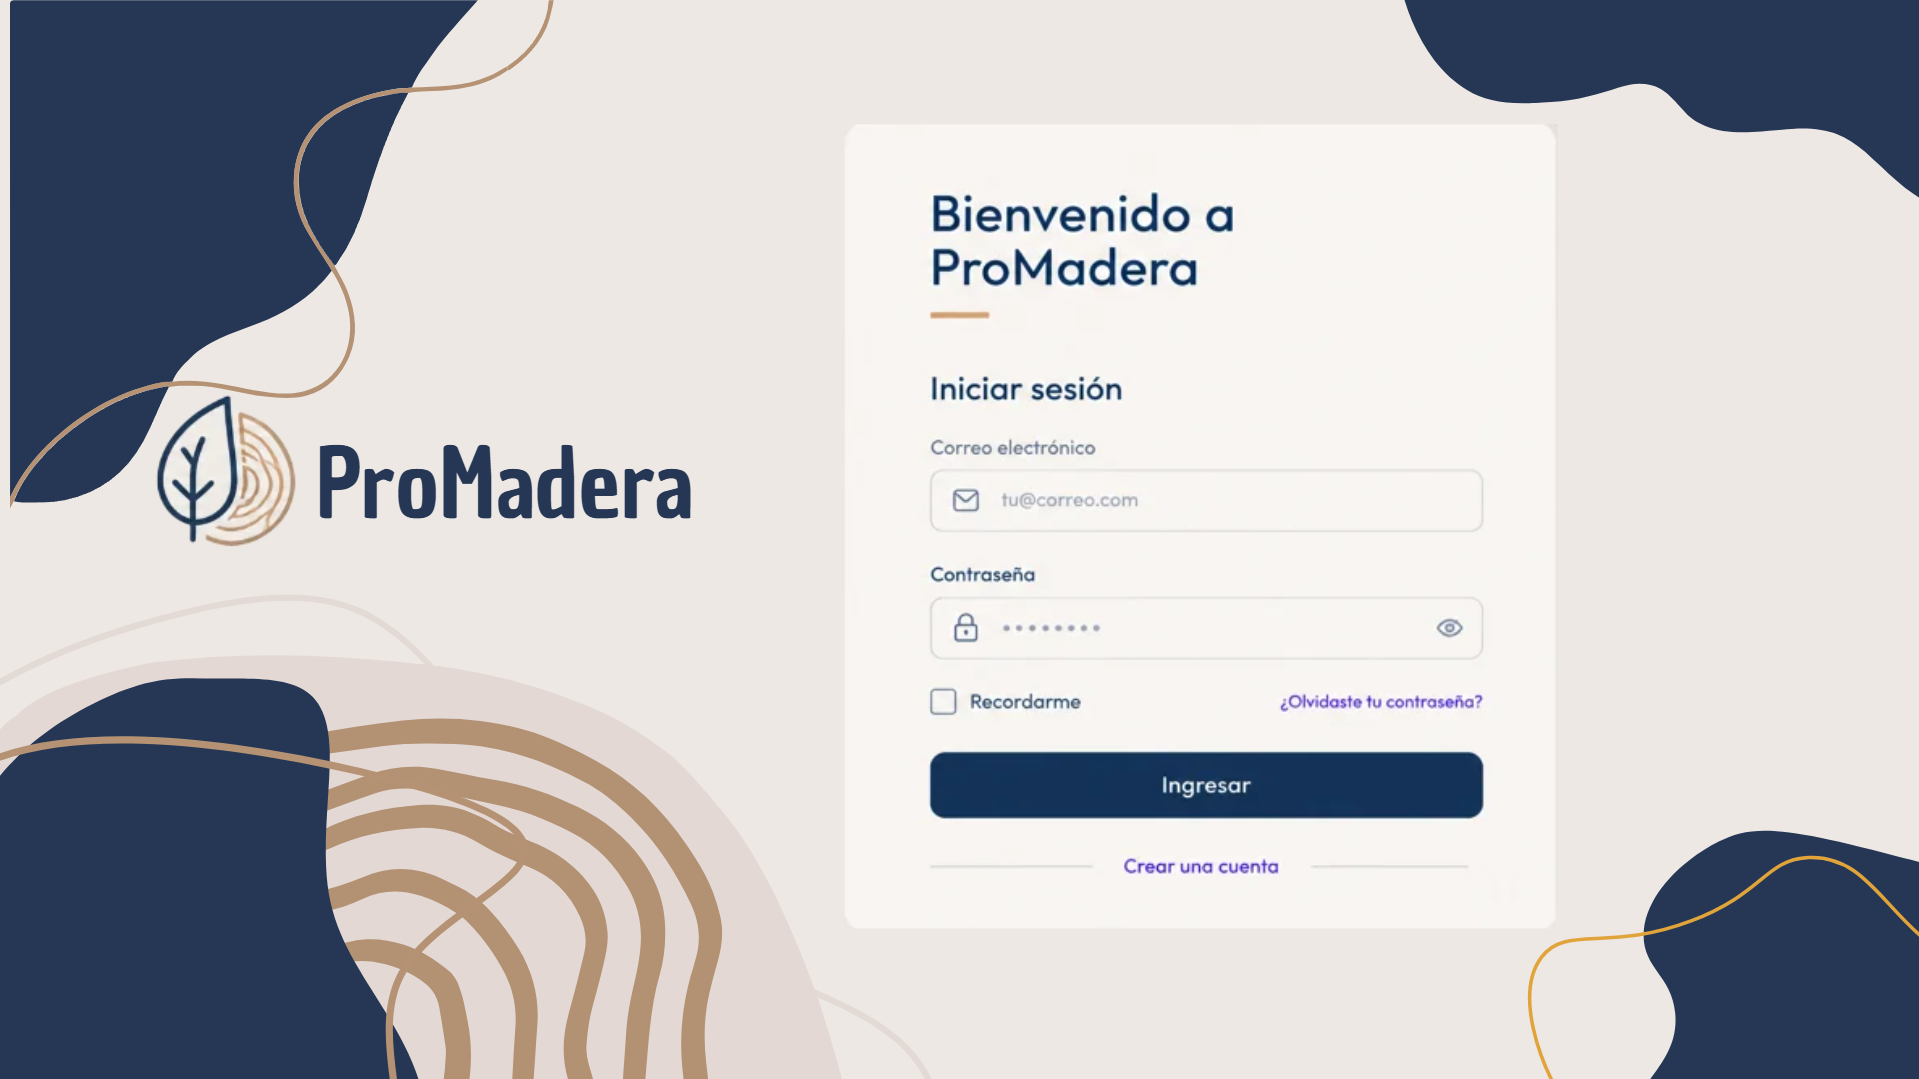 ProMadera
Bienvenido a
ProMadera
Iniciar sesión
Correo electrónico
tu@correo.com
Contraseña
••••••••
Recordarme
¿Olvidaste tu contraseña?
Ingresar
Crear una cuenta